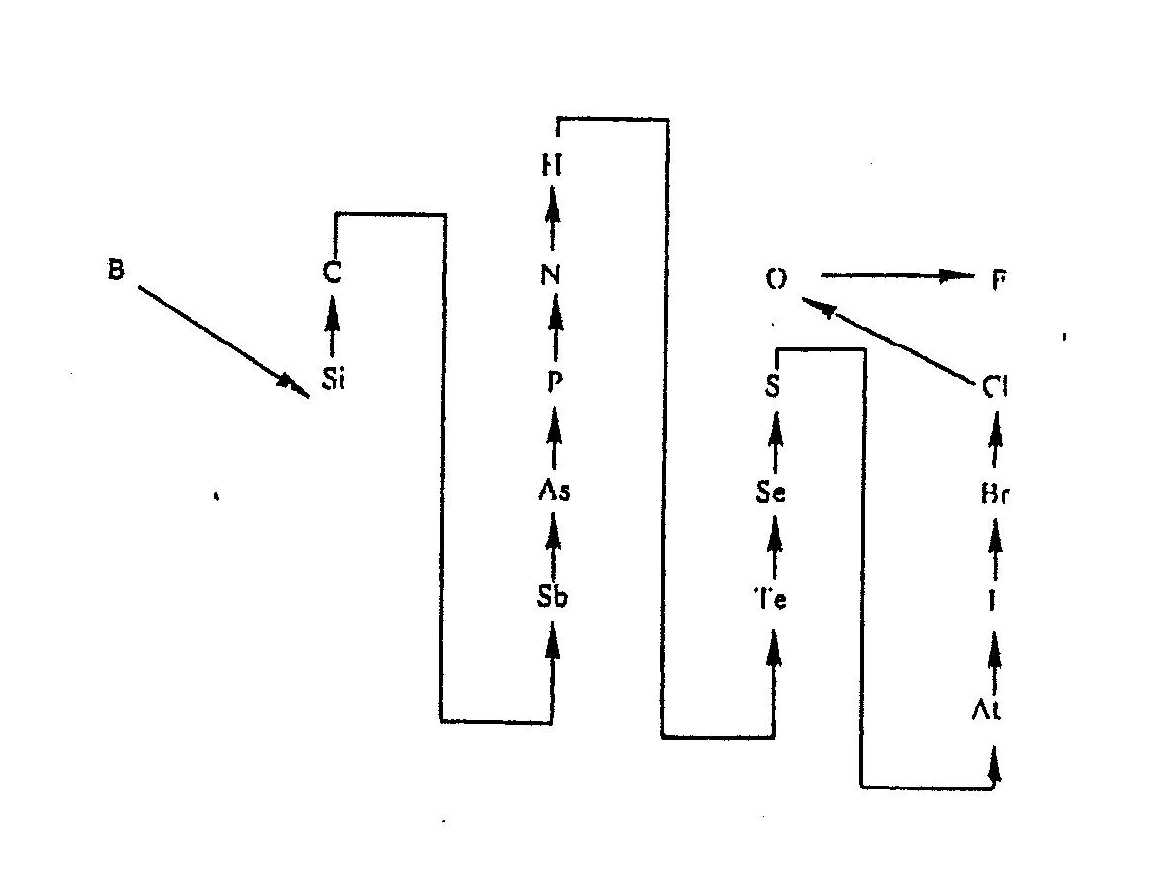 H
B C N O F
Si P S Cl
As Se Br
Sb Te I
At